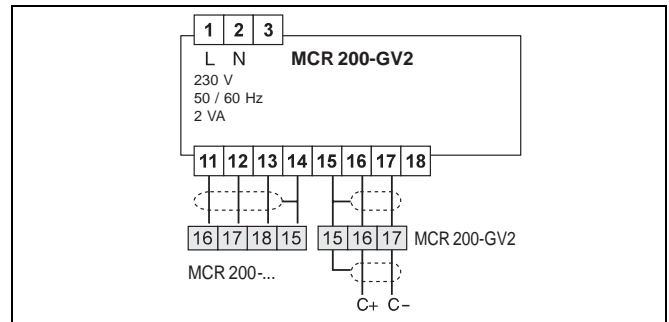 1 2 3
L N MCR 200-GV2
230 V
50 / 60 Hz
2 VA
11 12 13 14 15 16 17 18
16 17 18 15 15 16 17 MCR 200-GV2
MCR 200-...
C+ C-